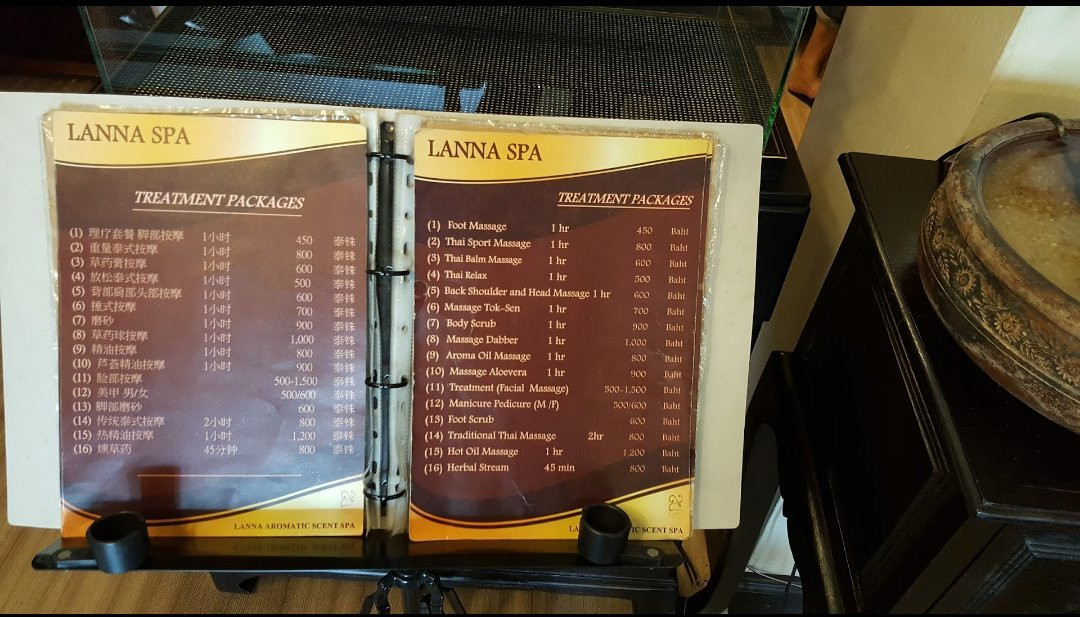 LANNA SPA
TREATMENT PACKAGES
(1) 理疗套餐 脚部按摩 1小时 450 泰铢
(2) 重量泰式按摩 1小时 800 泰铢
(3) 草药膏按摩 1小时 600 泰铢
(4) 放松泰式按摩 1小时 500 泰铢
(5) 背部肩部头部按摩 1小时 600 泰铢
(6) 捶式按摩 1小时 700 泰铢
(7) 磨砂 1小时 900 泰铢
(8) 草药球按摩 1小时 1,000 泰铢
(9) 精油按摩 1小时 800 泰铢
(10) 芦荟精油按摩 1小时 900 泰铢
(11) 脸部按摩 500-1,500 泰铢
(12) 美甲 男/女 500/600 泰铢
(13) 脚部磨砂 600 泰铢
(14) 传统泰式按摩 2小时 800 泰铢
(15) 热精油按摩 1小时 1,200 泰铢
(16) 燻草药 45分钟 800 泰铢
LANNA AROMATIC SCENT SPA
LANNA SPA
TREATMENT PACKAGES
(1) Foot Massage 1 hr 450 Baht
(2) Thai Sport Massage 1 hr 800 Baht
(3) Thai Balm Massage 1 hr 600 Baht
(4) Thai Relax 1 hr 500 Baht
(5) Back Shoulder and Head Massage 1 hr 600 Baht
(6) Massage Tok-Sen 1 hr 700 Baht
(7) Body Scrub 1 hr 900 Baht
(8) Massage Dabber 1 hr 1,000 Baht
(9) Aroma Oil Massage 1 hr 800 Baht
(10) Massage Aloevera 1 hr 900 Baht
(11) Treatment (Facial Massage) 500-1,500 Baht
(12) Manicure Pedicure (M /F) 500/600 Baht
(13) Foot Scrub 600 Baht
(14) Traditional Thai Massage 2hr 800 Baht
(15) Hot Oil Massage 1 hr 1,200 Baht
(16) Herbal Stream 45 min 800 Baht
SCENT SPA